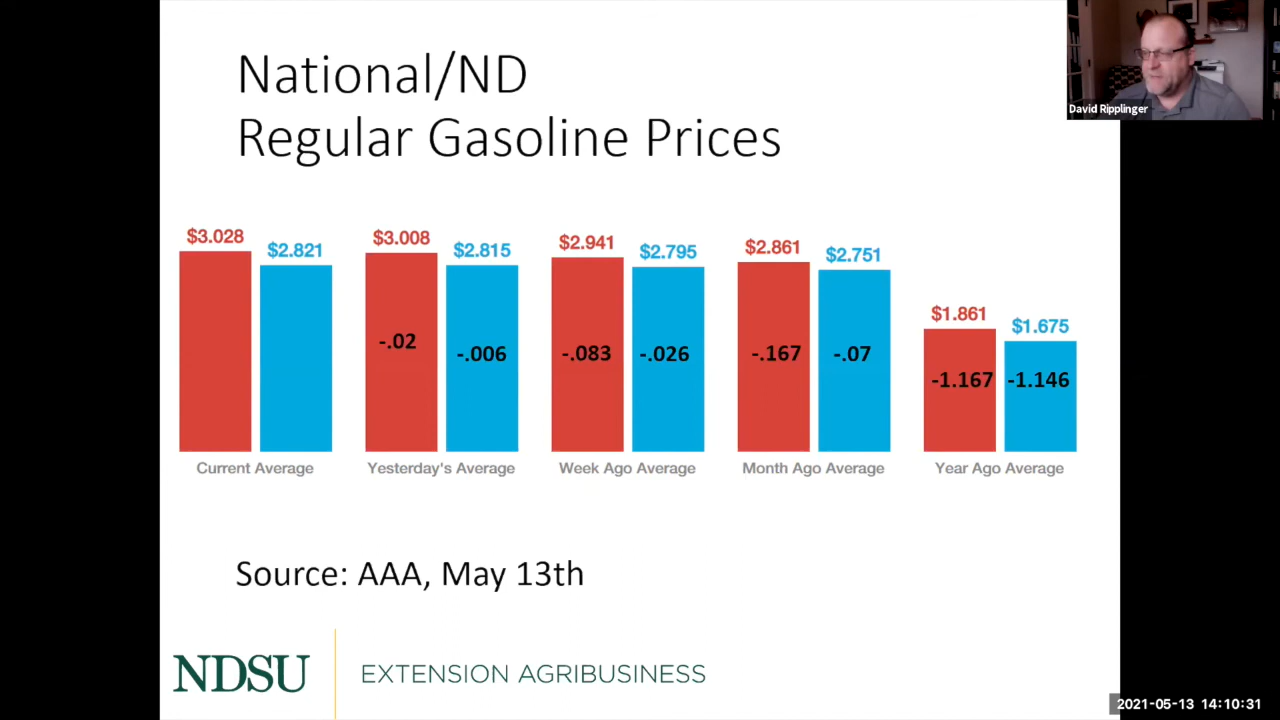 National/ND
Regular Gasoline Prices
David Ripplinger
$3.028
$2.821
$3.008
$2.815
$2.941
$2.795
$2.861
$2.751
$1.861
$1.675
-.02
-.006
-.083
-.026
-.167
-.07
-1.167
-1.146
Current Average
Yesterday's Average
Week Ago Average
Month Ago Average
Year Ago Average
Source: AAA, May 13th
NDSU
EXTENSION AGRIBUSINESS
2021-05-13 14:10:31